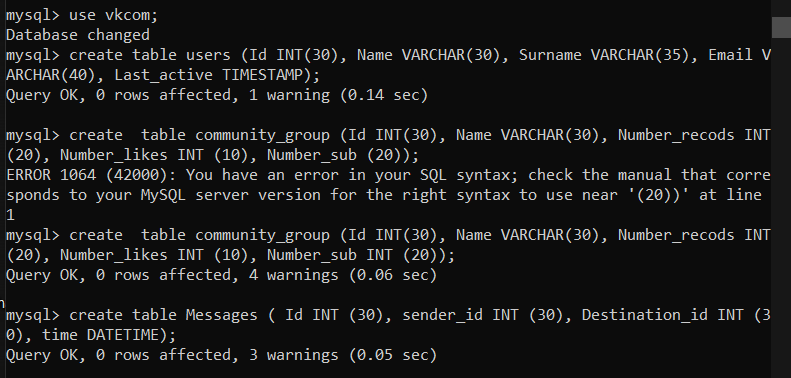 mysql> use vkcom;
Database changed
mysql> create table users (Id INT(30), Name VARCHAR(30), Surname VARCHAR(35), Email V
ARCHAR(40), Last_active TIMESTAMP);
Query OK, 0 rows affected, 1 warning (0.14 sec)

mysql> create  table community_group (Id INT(30), Name VARCHAR(30), Number_recods INT
(20), Number_likes INT (10), Number_sub (20));
ERROR 1064 (42000): You have an error in your SQL syntax; check the manual that corre
sponds to your MySQL server version for the right syntax to use near '(20))' at line
1
mysql> create  table community_group (Id INT(30), Name VARCHAR(30), Number_recods INT
(20), Number_likes INT (10), Number_sub INT (20));
Query OK, 0 rows affected, 4 warnings (0.06 sec)

mysql> create table Messages ( Id INT (30), sender_id INT (30), Destination_id INT (3
0), time DATETIME);
Query OK, 0 rows affected, 3 warnings (0.05 sec)